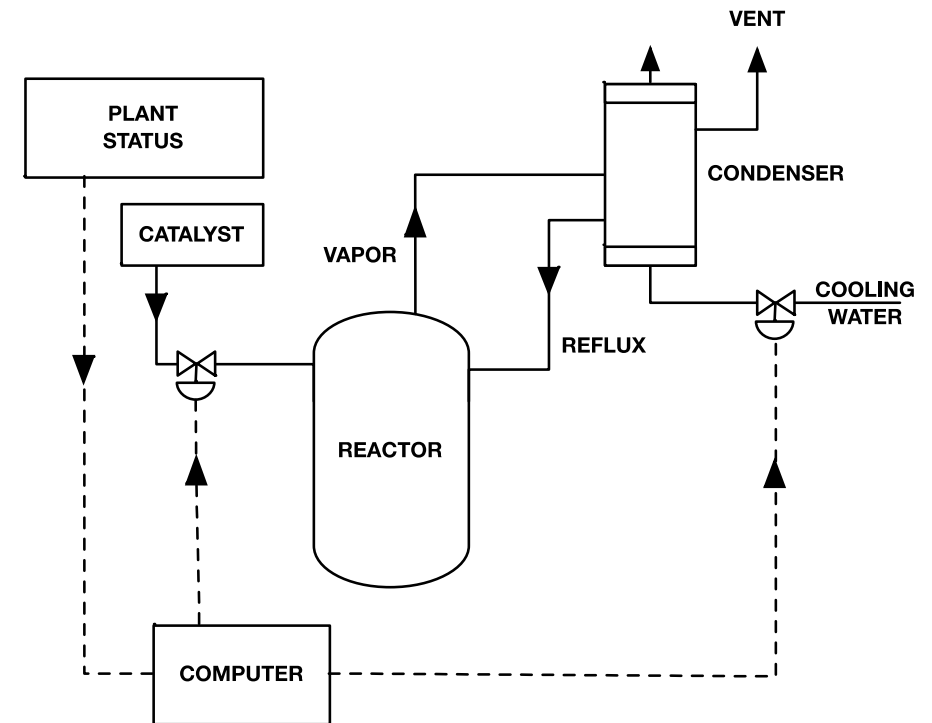 VENT
PLANT
STATUS
CONDENSER
CATALYST
VAPOR
COOLING
WATER
REFLUX
REACTOR
COMPUTER